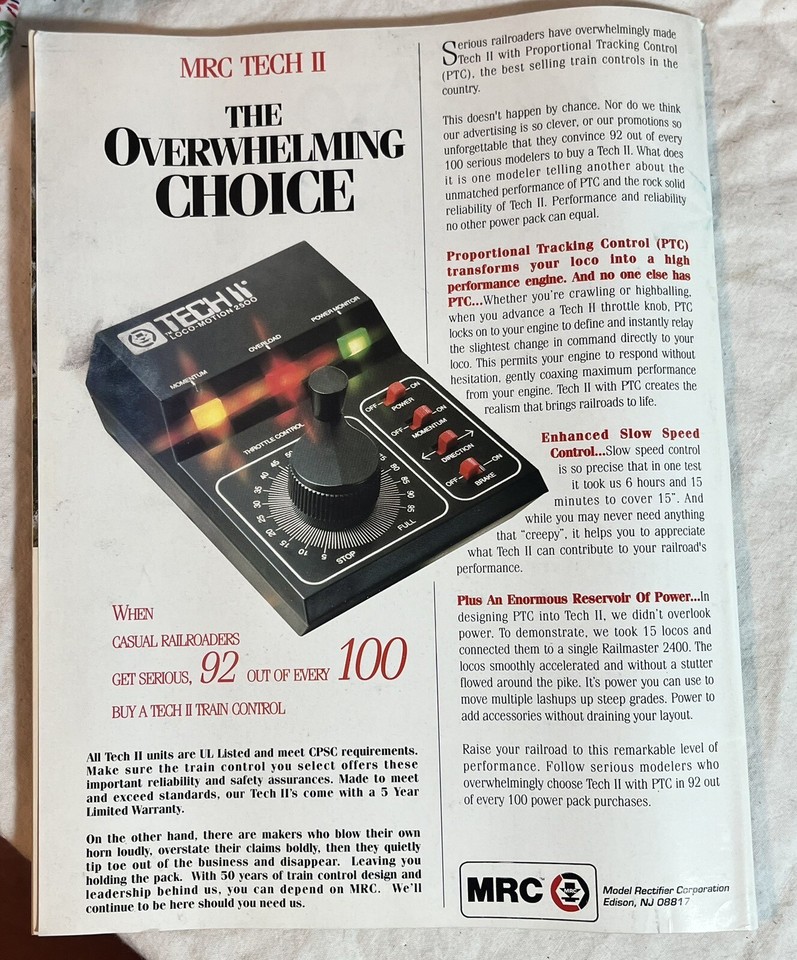 MRC TECH II
THE
OVERWHELMING
CHOICE
TECH II®
LOCO-MOTION 2500
MOMENTUM
OVERLOAD
POWER MONITOR
THROTTLE CONTROL
STOP
5
10
15
20
25
30
35
40
45
FULL
OFF ON
POWER
OFF ON
MOMENTUM
DIRECTION
OFF ON
BRAKE
WHEN
CASUAL RAILROADERS
GET SERIOUS, 92 OUT OF EVERY 100
BUY A TECH II TRAIN CONTROL
All Tech II units are UL Listed and meet CPSC requirements.
Make sure the train control you select offers these
important reliability and safety assurances. Made to meet
and exceed standards, our Tech II's come with a 5 Year
Limited Warranty.
On the other hand, there are makers who blow their own
horn loudly, overstate their claims boldly, then they quietly
tip toe out of the business and disappear. Leaving you
holding the pack. With 50 years of train control design and
leadership behind us, you can depend on MRC. We'll
continue to be here should you need us.
Serious railroaders have overwhelmingly made
Tech II with Proportional Tracking Control
(PTC), the best selling train controls in the
country.
This doesn't happen by chance. Nor do we think
our advertising is so clever, or our promotions so
unforgettable that they convince 92 out of every
100 serious modelers to buy a Tech II. What does
it is one modeler telling another about the
unmatched performance of PTC and the rock solid
reliability of Tech II. Performance and reliability
no other power pack can equal.
Proportional Tracking Control (PTC)
transforms your loco into a high
performance engine. And no one else has
PTC...Whether you're crawling or highballing,
when you advance a Tech II throttle knob, PTC
locks on to your engine to define and instantly relay
the slightest change in command directly to your
loco. This permits your engine to respond without
hesitation, gently coaxing maximum performance
from your engine. Tech II with PTC creates the
realism that brings railroads to life.
Enhanced Slow Speed
Control...Slow speed control
is so precise that in one test
it took us 6 hours and 15
minutes to cover 15". And
while you may never need anything
that "creepy", it helps you to appreciate
what Tech II can contribute to your railroad's
performance.
Plus An Enormous Reservoir Of Power...In
designing PTC into Tech II, we didn't overlook
power. To demonstrate, we took 15 locos and
connected them to a single Railmaster 2400. The
locos smoothly accelerated and without a stutter
flowed around the pike. It's power you can use to
move multiple lashups up steep grades. Power to
add accessories without draining your layout.
Raise your railroad to this remarkable level of
performance. Follow serious modelers who
overwhelmingly choose Tech II with PTC in 92 out
of every 100 power pack purchases.
MRC™ MRC
Model Rectifier Corporation
Edison, NJ 08817